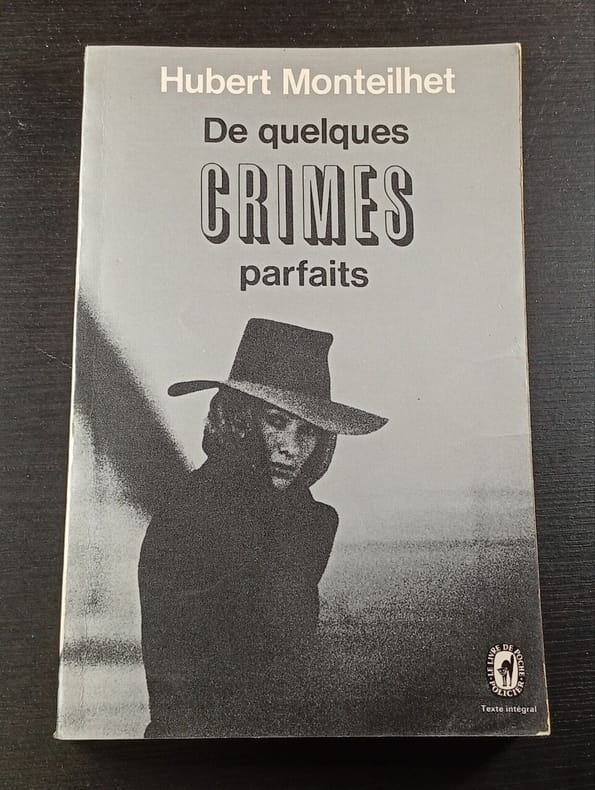 Hubert Monteilhet
De quelques
CRIMES
parfaits
LE LIVRE DE POCHE
POLICIER
Texte intégral